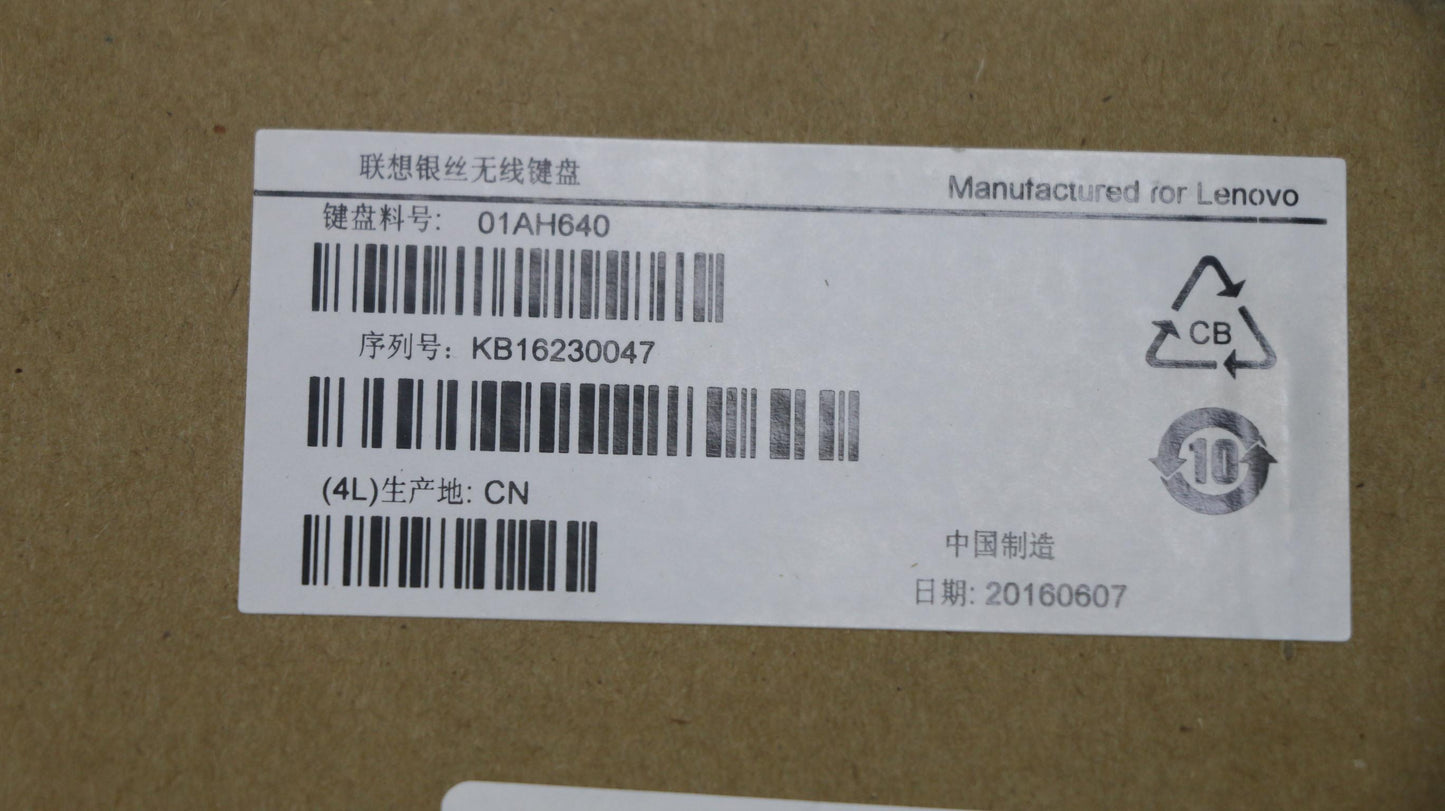 联想银丝无线键盘
Manufactured for Lenovo
键盘料号: 01AH640
序列号: KB16230047
(4L)生产地: CN
CB
10
中国制造
日期: 20160607